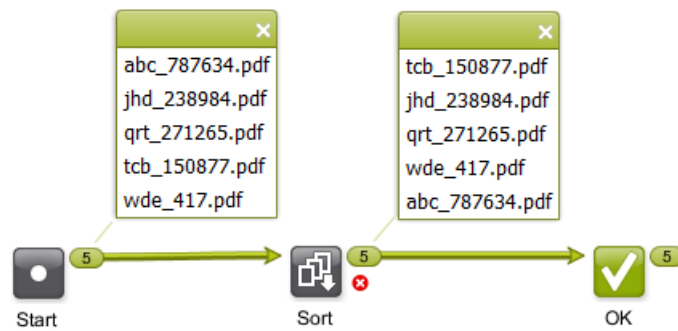 abc_787634.pdf
jhd_238984.pdf
qrt_271265.pdf
tcb_150877.pdf
wde_417.pdf
tcb_150877.pdf
jhd_238984.pdf
qrt_271265.pdf
wde_417.pdf
abc_787634.pdf
5
5
5
Start
Sort
OK